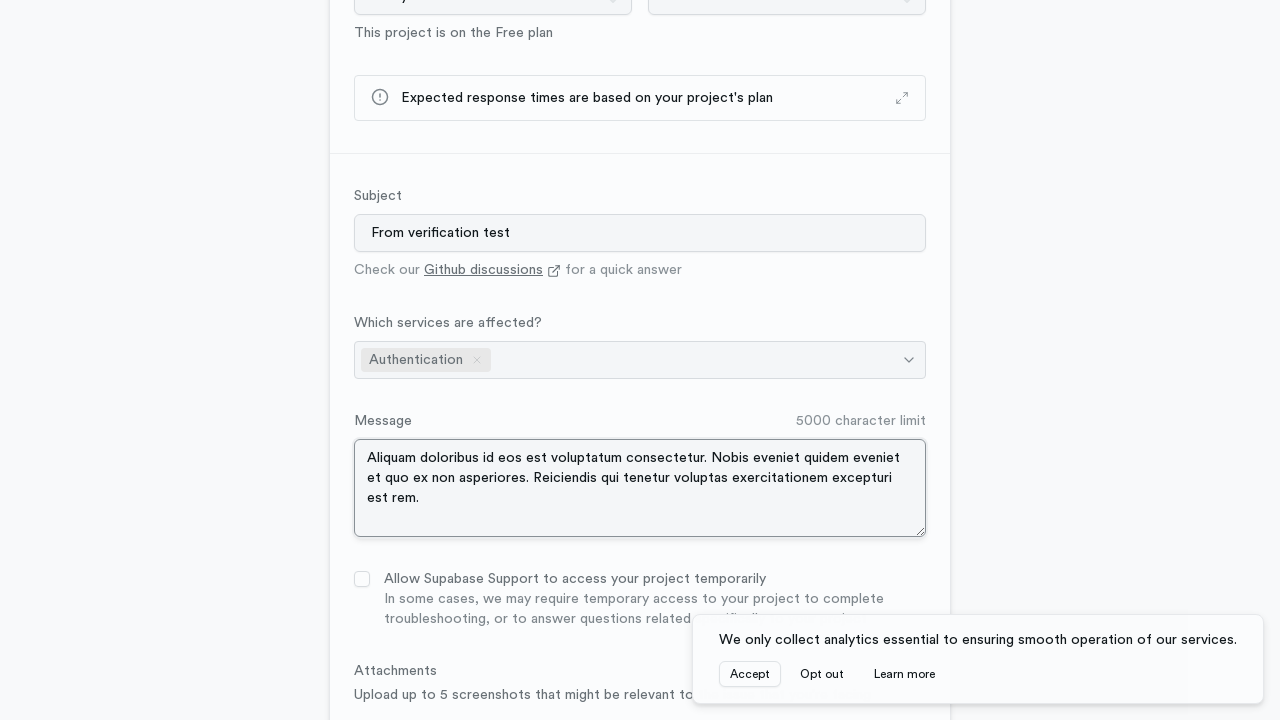 This project is on the Free plan
Expected response times are based on your project's plan
Subject
From verification test
Check our Github discussions for a quick answer
Which services are affected?
Authentication
Message
5000 character limit
Aliquam doloribus id eos est voluptatum consectetur. Nobis eveniet quidem eveniet
et quo ex non asperiores. Reiciendis qui tenetur voluptas exercitationem excepturi
est rem.
Allow Supabase Support to access your project temporarily
In some cases, we may require temporary access to your project to complete
troubleshooting, or to answer questions related
We only collect analytics essential to ensuring smooth operation of our services.
Accept
Opt out
Learn more
Attachments
Upload up to 5 screenshots that might be relevant to